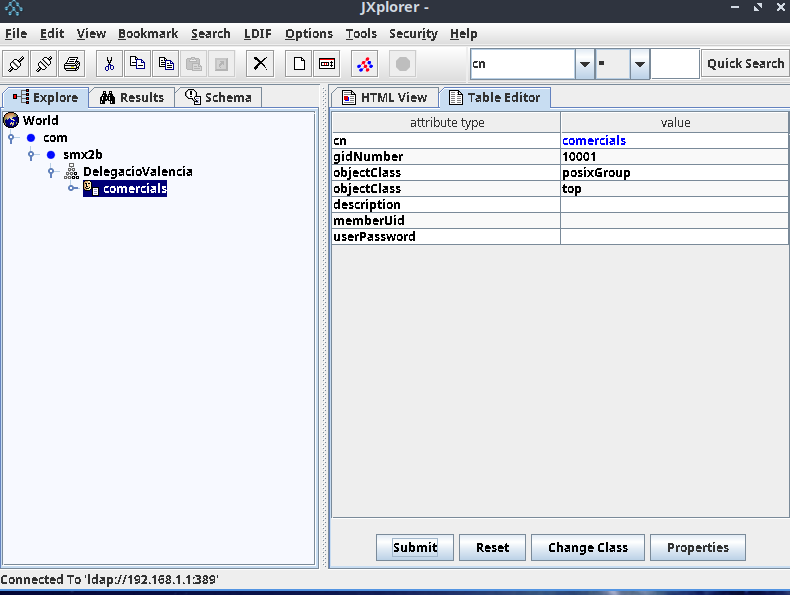 JXplorer -
File Edit View Bookmark Search LDIF Options Tools Security Help
cn = Quick Search
Explore Results Schema HTML View Table Editor
World
com
smx2b
DelegacioValencia
comercials
attribute type value
cn comercials
gidNumber 10001
objectClass posixGroup
objectClass top
description
memberUid
userPassword
Submit Reset Change Class Properties
Connected To 'ldap://192.168.1.1:389'